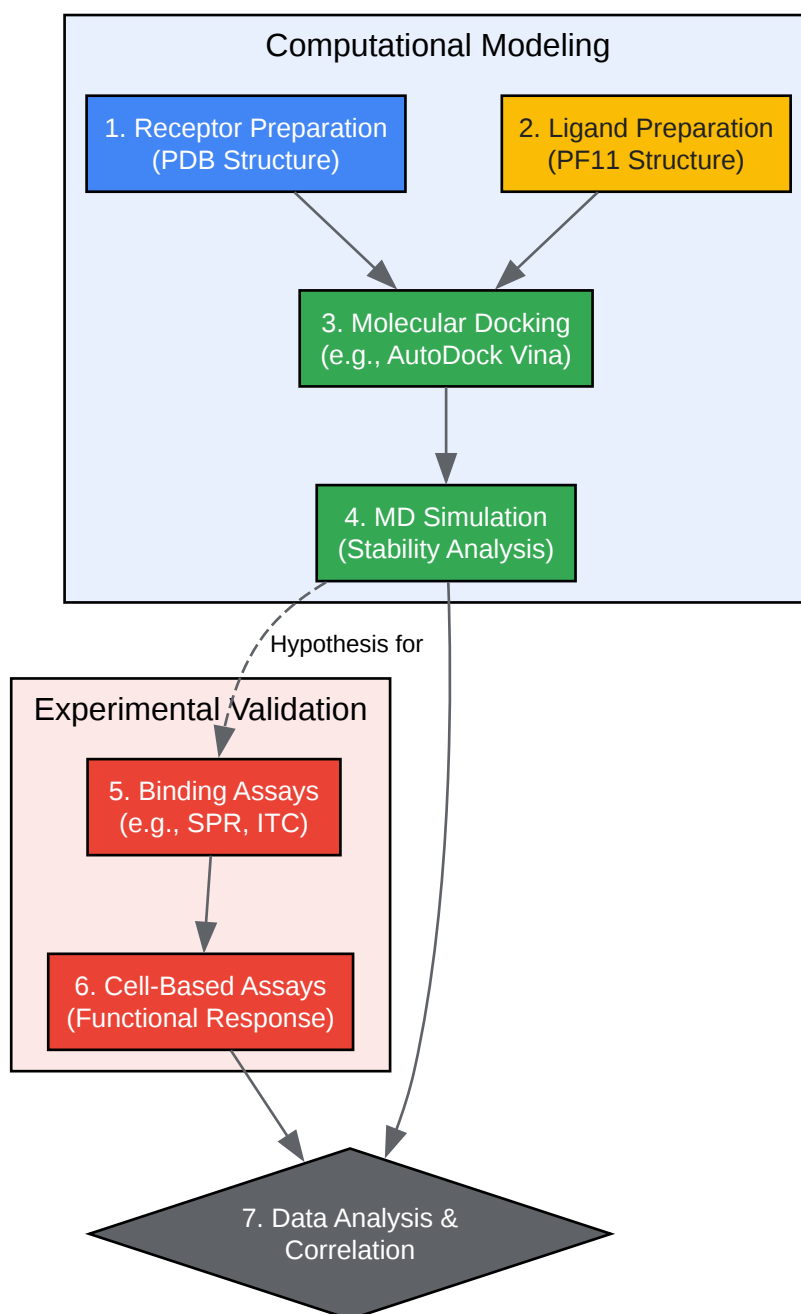 Computational Modeling
1. Receptor Preparation
(PDB Structure)
2. Ligand Preparation
(PF11 Structure)
3. Molecular Docking
(e.g., AutoDock Vina)
4. MD Simulation
(Stability Analysis)
Hypothesis for
Experimental Validation
5. Binding Assays
(e.g., SPR, ITC)
6. Cell-Based Assays
(Functional Response)
7. Data Analysis &
Correlation